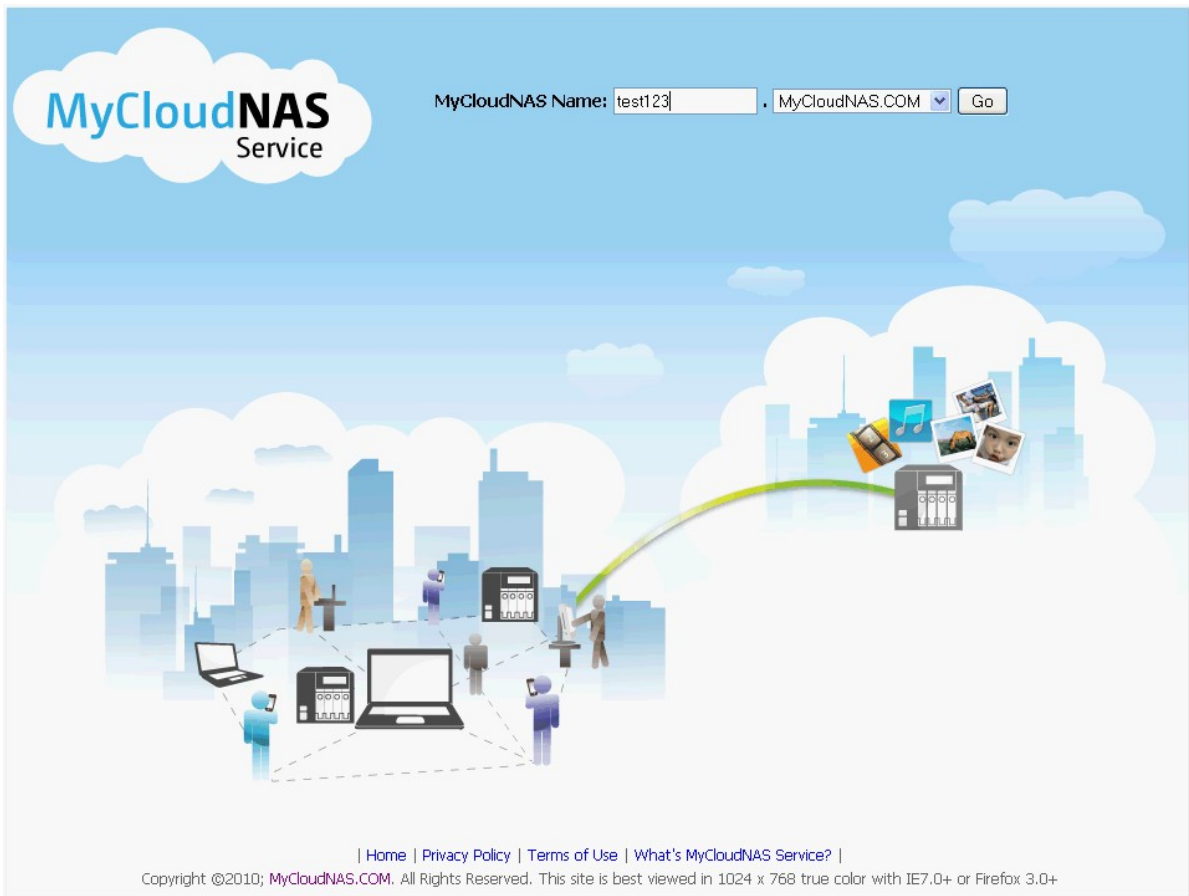 MyCloudNAS
Service
MyCloudNAS Name: test123 . MyCloudNAS.COM Go
| Home | Privacy Policy | Terms of Use | What's MyCloudNAS Service? |
Copyright ©2010; MyCloudNAS.COM. All Rights Reserved. This site is best viewed in 1024 x 768 true color with IE7.0+ or Firefox 3.0+